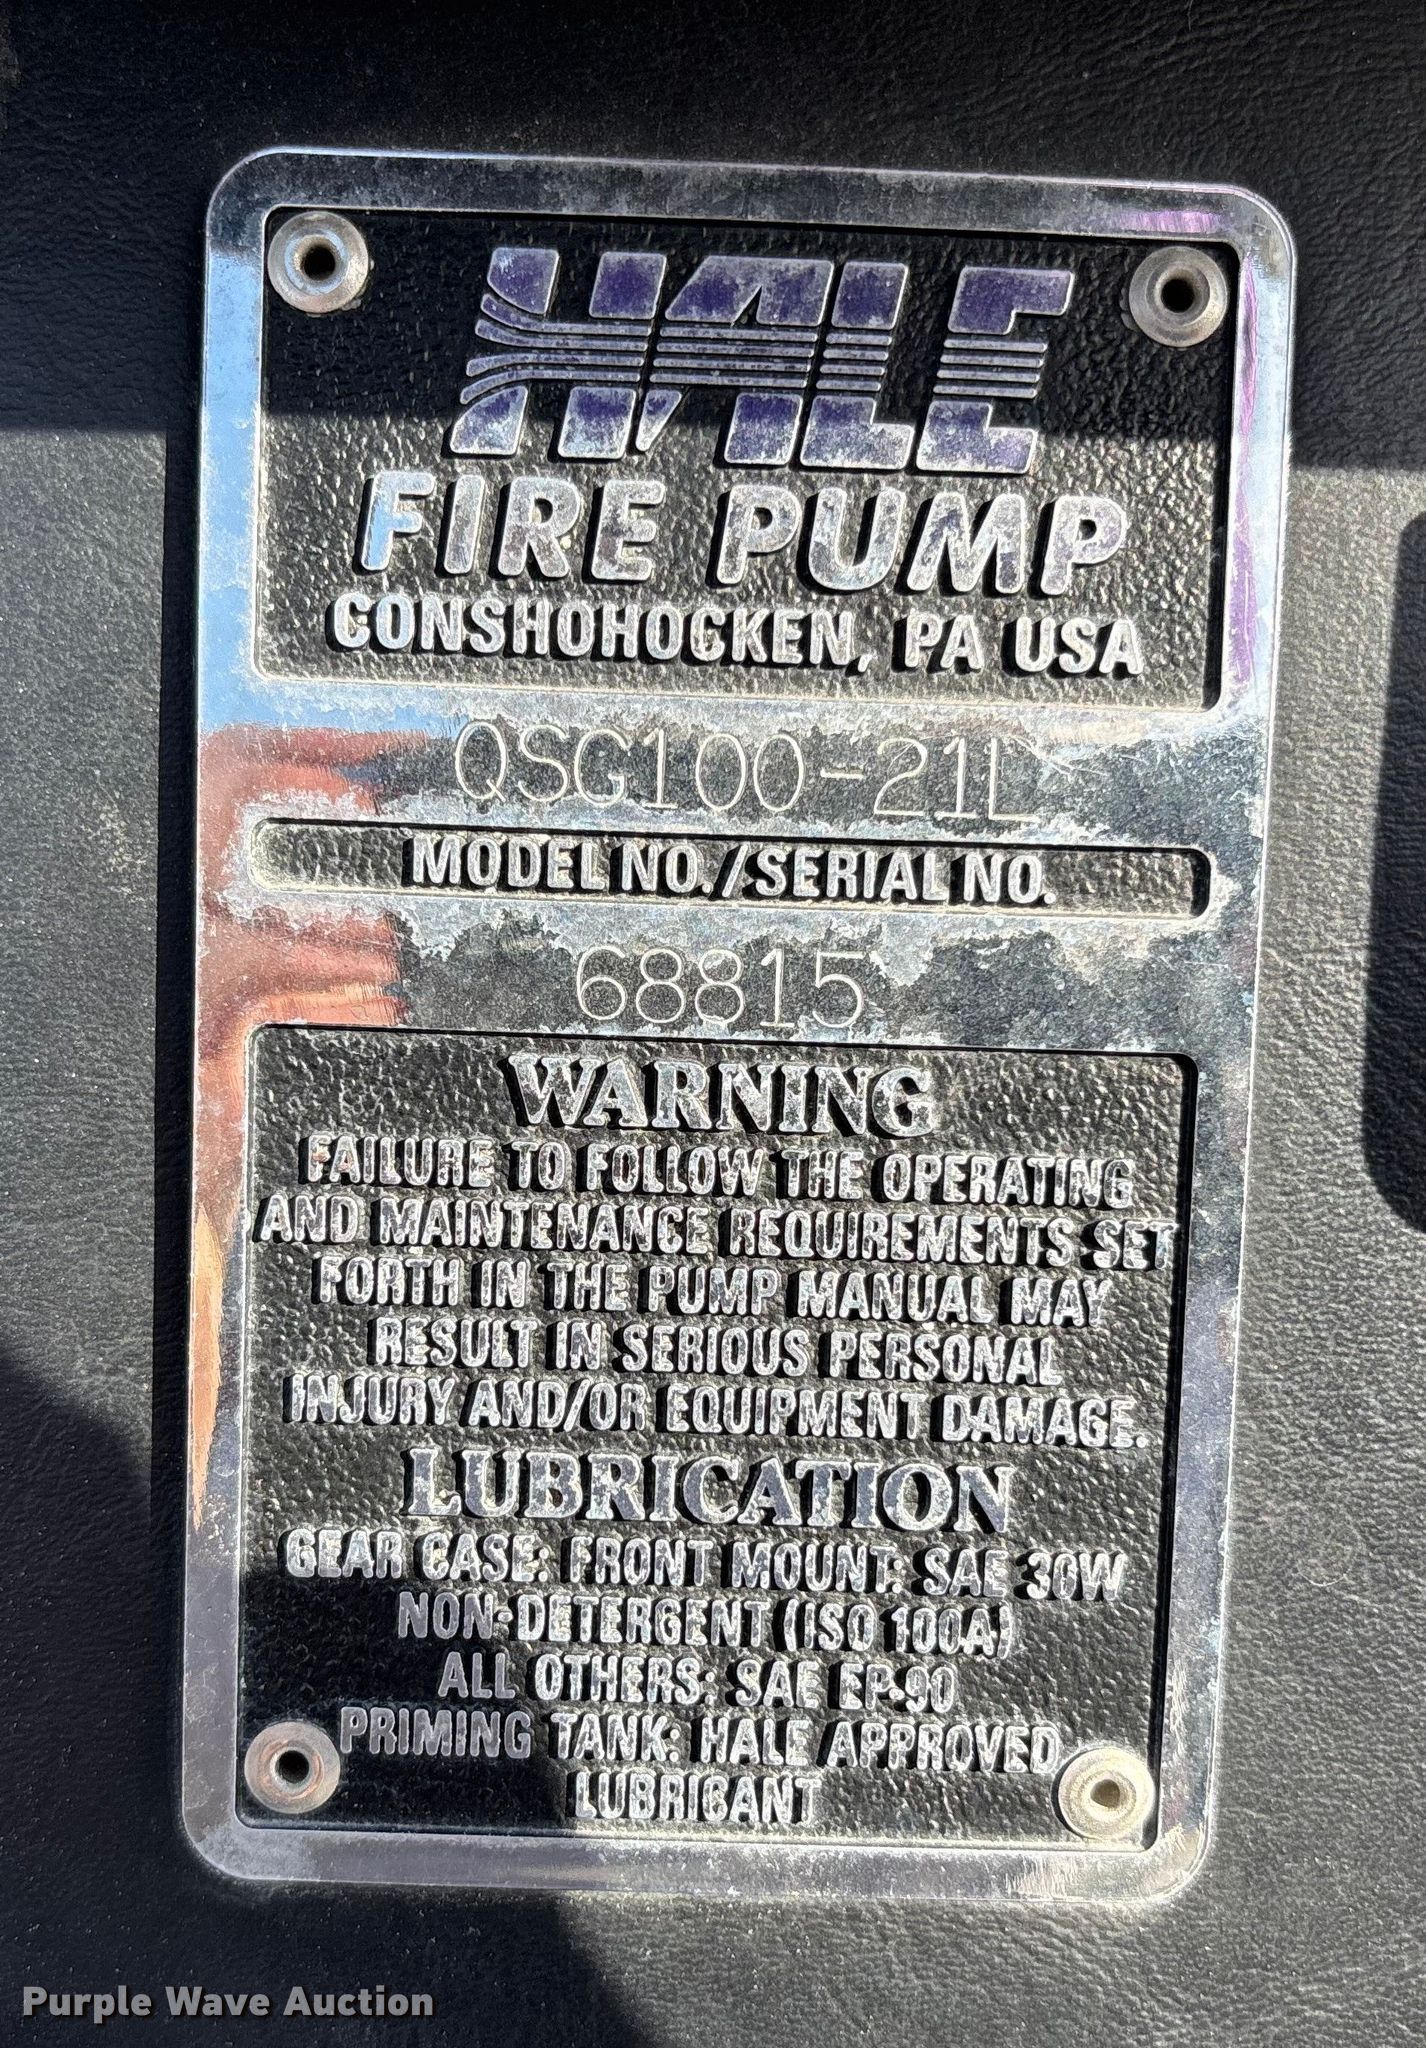 HALE
FIRE PUMP
CONSHOHOCKEN, PA USA
QSG100-21L
MODEL NO./SERIAL NO.
68815
WARNING
FAILURE TO FOLLOW THE OPERATING
AND MAINTENANCE REQUIREMENTS SET
FORTH IN THE PUMP MANUAL MAY
RESULT IN SERIOUS PERSONAL
INJURY AND/OR EQUIPMENT DAMAGE.
LUBRICATION
GEAR CASE: FRONT MOUNT: SAE 30W
NON-DETERGENT (ISO 100A)
ALL OTHERS: SAE EP-90
PRIMING TANK: HALE APPROVED
LUBRICANT
Purple Wave Auction